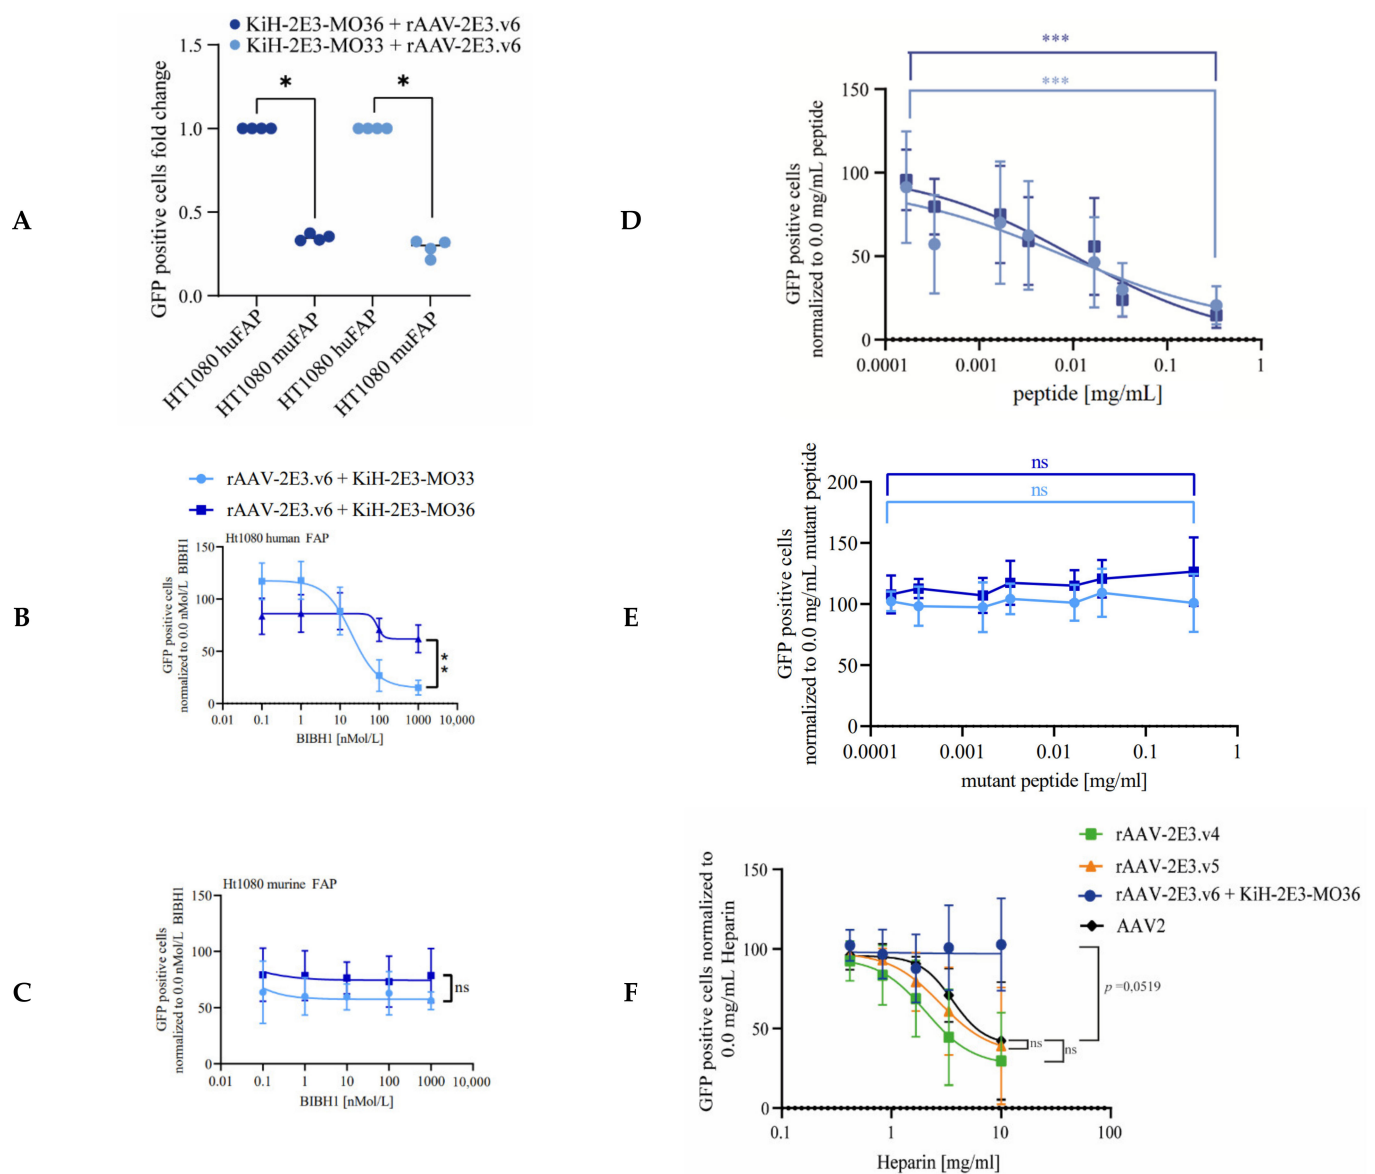 A
KiH-2E3-MO36 + rAAV-2E3.v6
KiH-2E3-MO33 + rAAV-2E3.v6
GFP positive cells fold change
1.5
1.0
0.5
0.0
*
*
HT1080 huFAP
HT1080 muFAP
HT1080 huFAP
HT1080 muFAP
B
rAAV-2E3.v6 + KiH-2E3-MO33
rAAV-2E3.v6 + KiH-2E3-MO36
Ht1080 human FAP
GFP positive cells
normalized to 0.0 nMol/L BIBH1
150
100
50
0
**
0.01 0.1 1 10 100 1000 10,000
BIBH1 [nMol/L]
C
Ht1080 murine FAP
GFP positive cells
normalized to 0.0 nMol/L BIBH1
150
100
50
0
ns
0.01 0.1 1 10 100 1000 10,000
BIBH1 [nMol/L]
D
***
***
GFP positive cells
normalized to 0.0 mg/mL peptide
150
100
50
0
0.0001 0.001 0.01 0.1 1
peptide [mg/mL]
E
ns
ns
GFP positive cells
normalized to 0.0 mg/mL mutant peptide
200
150
100
50
0
0.0001 0.001 0.01 0.1 1
mutant peptide [mg/ml]
F
rAAV-2E3.v4
rAAV-2E3.v5
rAAV-2E3.v6 + KiH-2E3-MO36
AAV2
GFP positive cells normalized to
0.0 mg/mL Heparin
150
100
50
0
p =0,0519
ns
ns
0.1 1 10 100
Heparin [mg/ml]